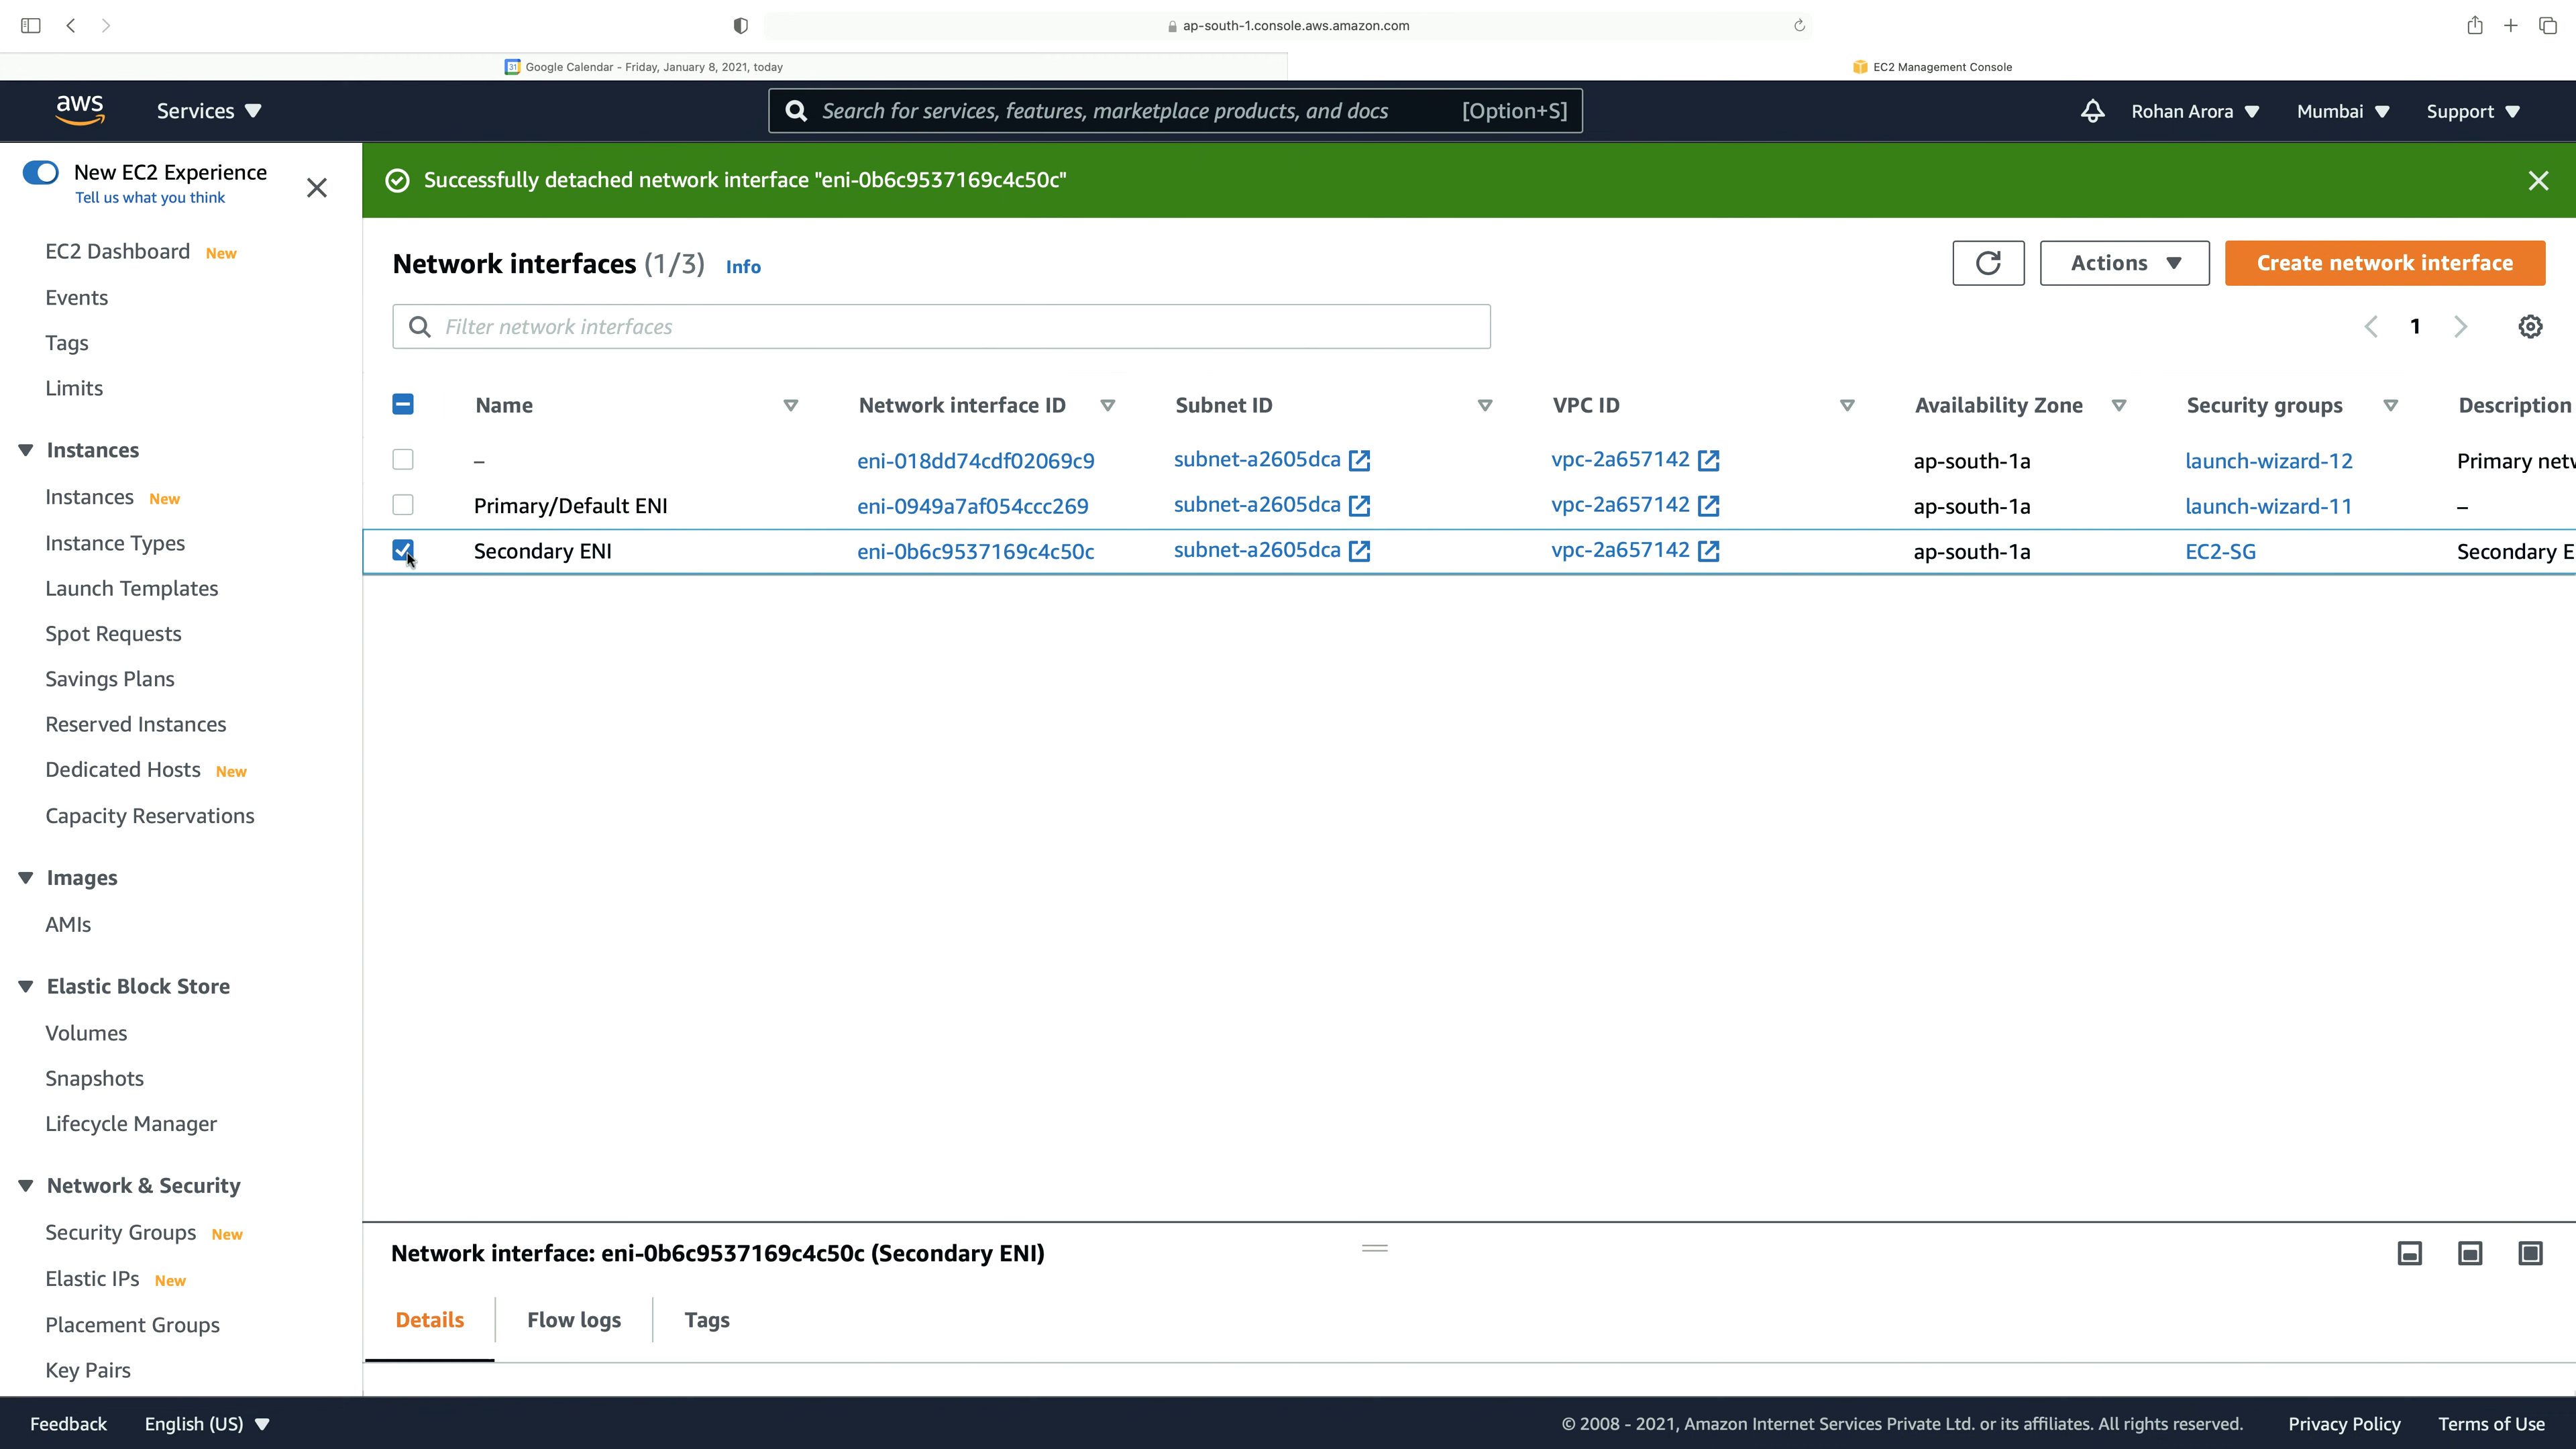 ap-south-1.console.aws.amazon.com
31 Google Calendar - Friday, January 8, 2021, today
EC2 Management Console
aws Services Search for services, features, marketplace products, and docs [Option+S] Rohan Arora Mumbai Support
New EC2 Experience
Tell us what you think
Successfully detached network interface "eni-0b6c9537169c4c50c"
EC2 Dashboard New
Events
Tags
Limits
Instances
Instances New
Instance Types
Launch Templates
Spot Requests
Savings Plans
Reserved Instances
Dedicated Hosts New
Capacity Reservations
Images
AMIs
Elastic Block Store
Volumes
Snapshots
Lifecycle Manager
Network & Security
Security Groups New
Elastic IPs New
Placement Groups
Key Pairs
Network interfaces (1/3) Info
Actions
Create network interface
Filter network interfaces
1
Name Network interface ID Subnet ID VPC ID Availability Zone Security groups Description
– eni-018dd74cdf02069c9 subnet-a2605dca vpc-2a657142 ap-south-1a launch-wizard-12 Primary netw
Primary/Default ENI eni-0949a7af054ccc269 subnet-a2605dca vpc-2a657142 ap-south-1a launch-wizard-11 –
Secondary ENI eni-0b6c9537169c4c50c subnet-a2605dca vpc-2a657142 ap-south-1a EC2-SG Secondary E
Network interface: eni-0b6c9537169c4c50c (Secondary ENI)
Details Flow logs Tags
Feedback English (US) © 2008 - 2021, Amazon Internet Services Private Ltd. or its affiliates. All rights reserved. Privacy Policy Terms of Use